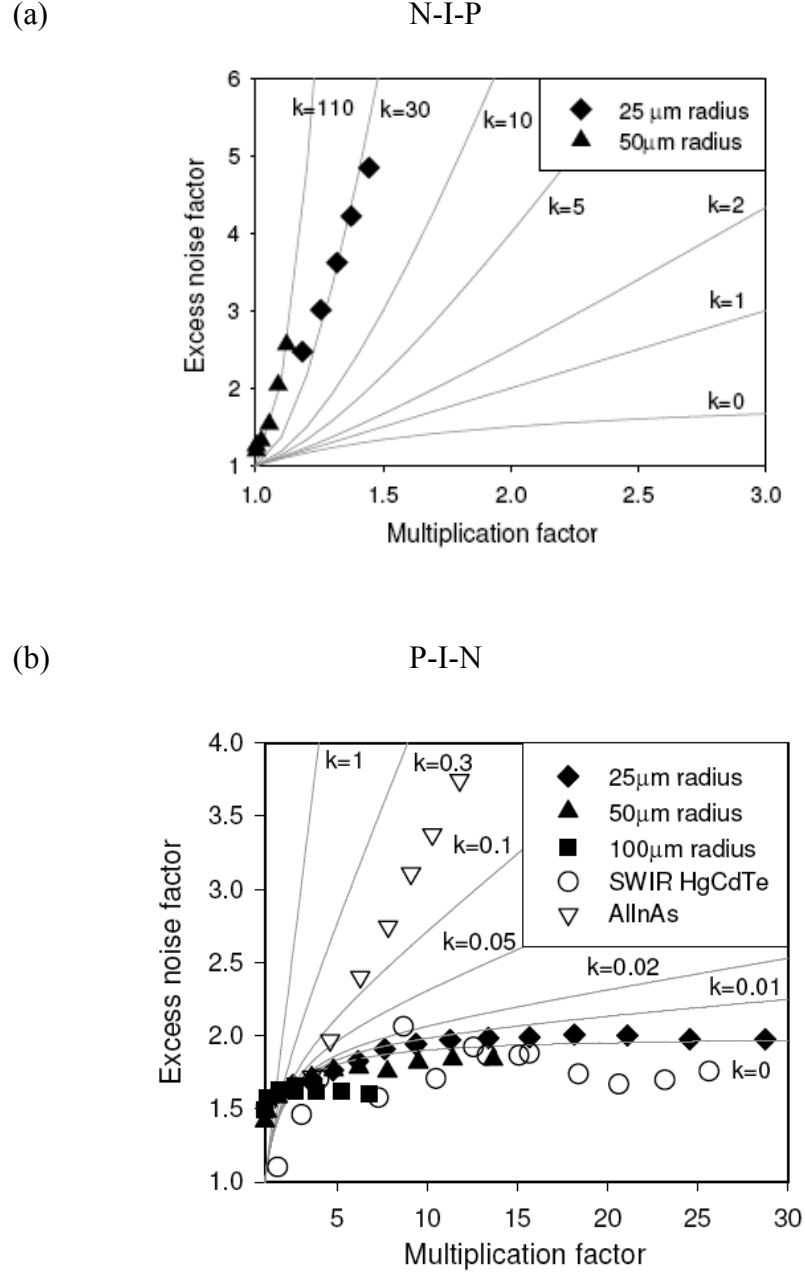 (a)
N-I-P
6
5
4
3
2
1
Excess noise factor
k=110
k=30
k=10
k=5
k=2
k=1
k=0
25 μm radius
50μm radius
1.0
1.5
2.0
2.5
3.0
Multiplication factor
(b)
P-I-N
4.0
3.5
3.0
2.5
2.0
1.5
1.0
Excess noise factor
k=1
k=0.3
k=0.1
k=0.05
k=0.02
k=0.01
k=0
25μm radius
50μm radius
100μm radius
SWIR HgCdTe
AlInAs
5
10
15
20
25
30
Multiplication factor